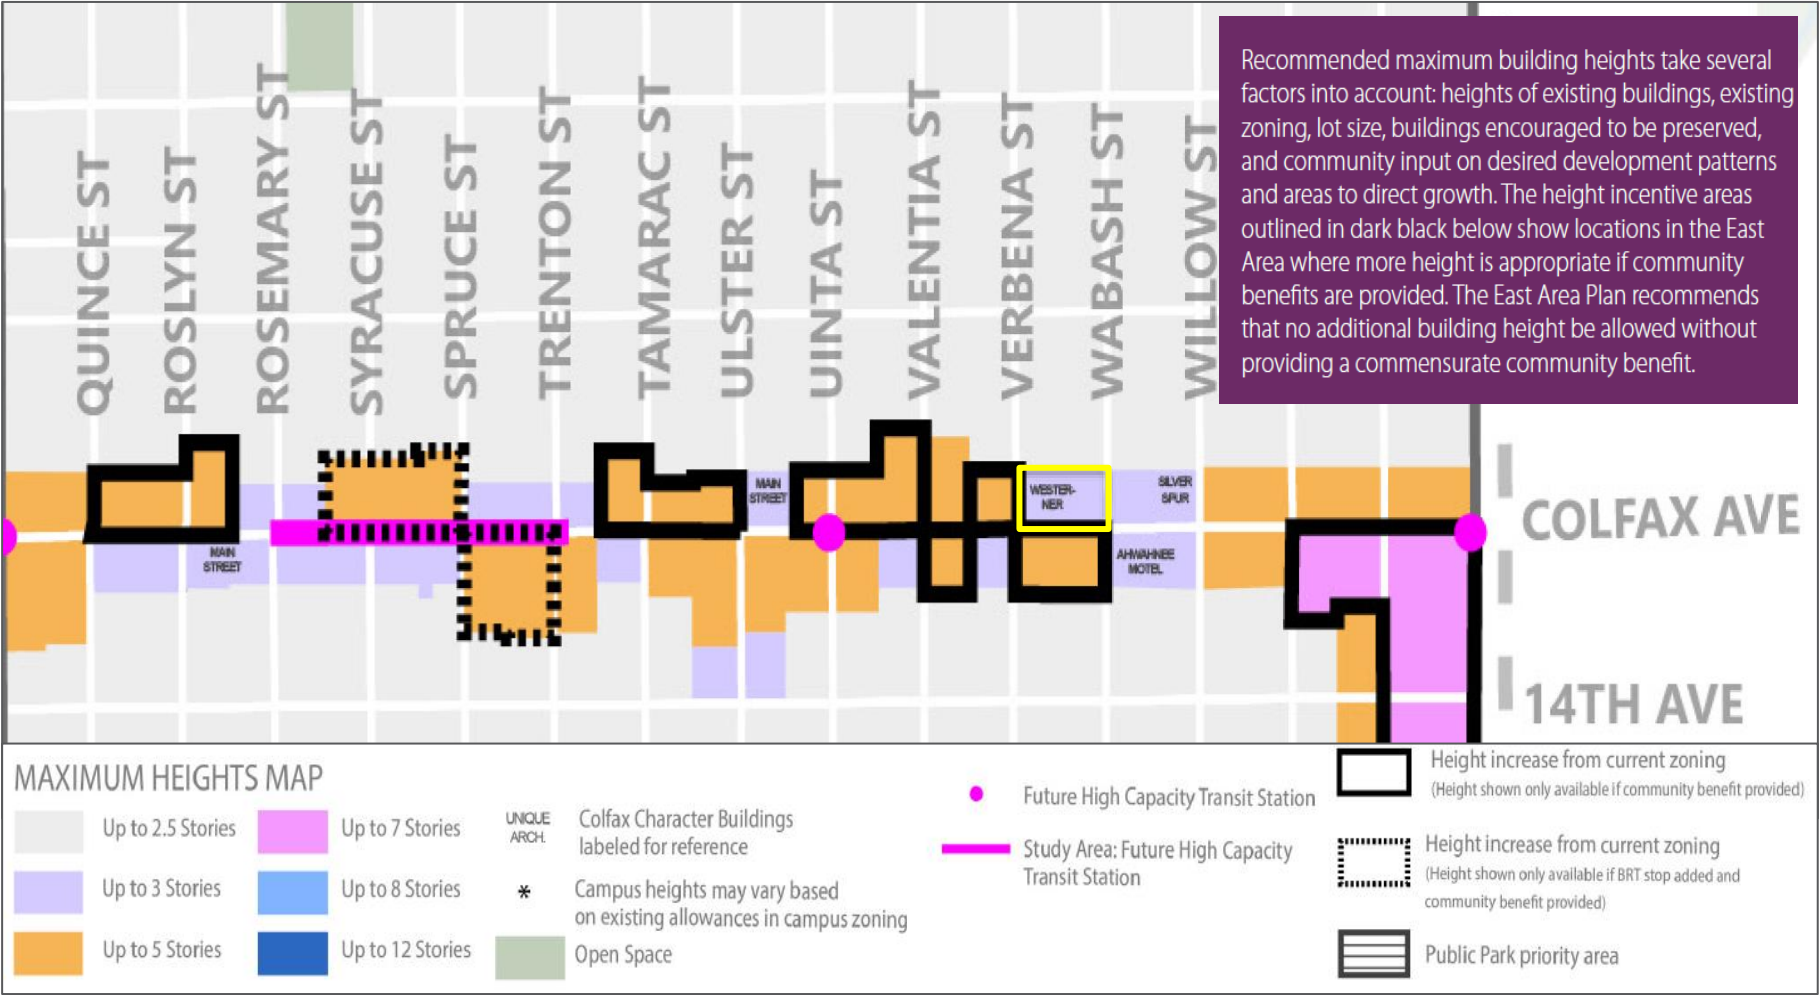 Recommended maximum building heights take several
factors into account: heights of existing buildings, existing
zoning, lot size, buildings encouraged to be preserved,
and community input on desired development patterns
and areas to direct growth. The height incentive areas
outlined in dark black below show locations in the East
Area where more height is appropriate if community
benefits are provided. The East Area Plan recommends
that no additional building height be allowed without
providing a commensurate community benefit.
QUINCE ST
ROSLYN ST
ROSEMARY ST
SYRACUSE ST
SPRUCE ST
TRENTON ST
TAMARAC ST
ULSTER ST
UINTA ST
VALENTIA ST
VERBENA ST
WABASH ST
WILLOW ST
MAIN
STREET
WESTER-
NER
SILVER
SPUR
COLFAX AVE
MAIN
STREET
AHWAHNEE
MOTEL
14TH AVE
MAXIMUM HEIGHTS MAP
Up to 2.5 Stories
Up to 3 Stories
Up to 5 Stories
Up to 7 Stories
Up to 8 Stories
Up to 12 Stories
UNIQUE
ARCH.
Colfax Character Buildings
labeled for reference
*
Campus heights may vary based
on existing allowances in campus zoning
Open Space
Future High Capacity Transit Station
Study Area: Future High Capacity
Transit Station
Height increase from current zoning
(Height shown only available if community benefit provided)
Height increase from current zoning
(Height shown only available if BRT stop added and
community benefit provided)
Public Park priority area